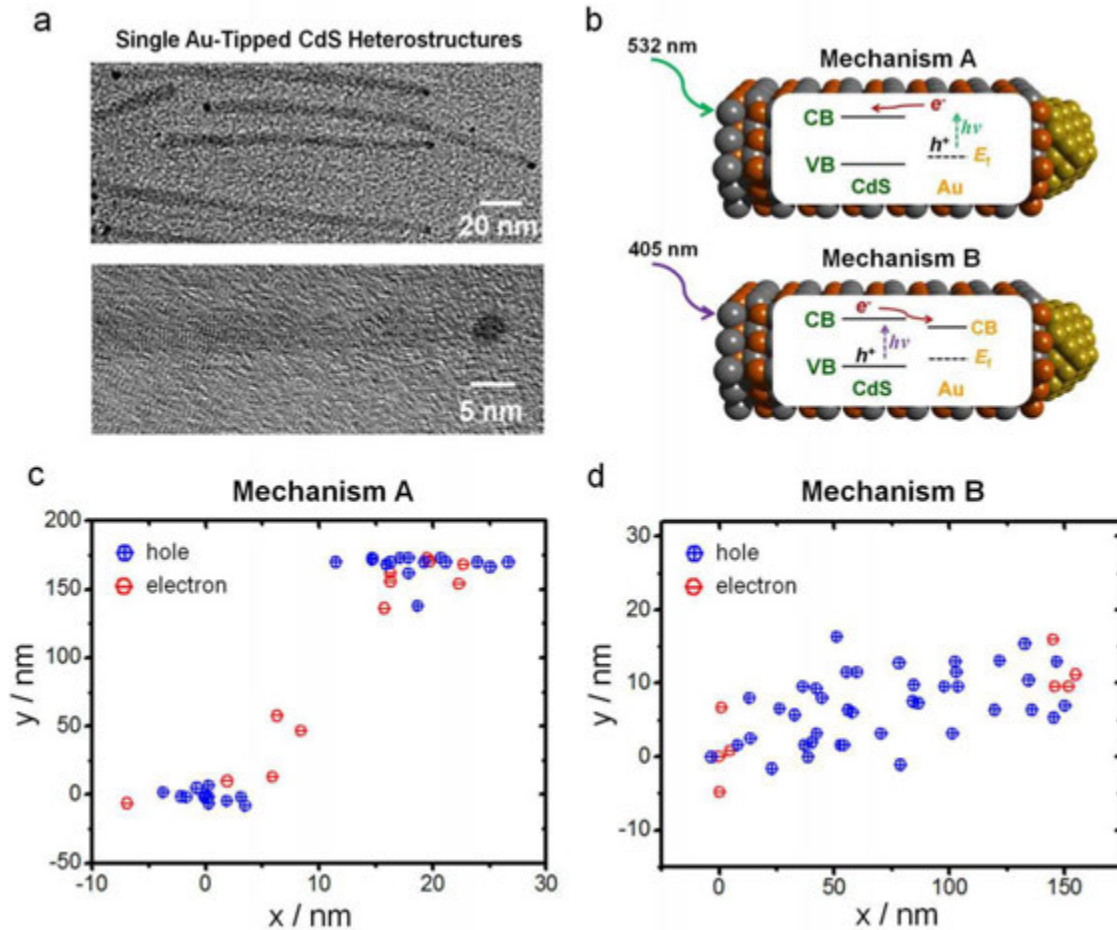 a
Single Au-Tipped CdS Heterostructures
20 nm
5 nm
b
532 nm
Mechanism A
CB
e-
hν
h+
Ef
VB
CdS
Au
405 nm
Mechanism B
e-
CB
CB
hν
h+
Ef
VB
CdS
Au
c
Mechanism A
hole
electron
200
150
100
50
0
-50
y / nm
-10
0
10
20
30
x / nm
d
Mechanism B
hole
electron
30
20
10
0
-10
y / nm
0
50
100
150
x / nm